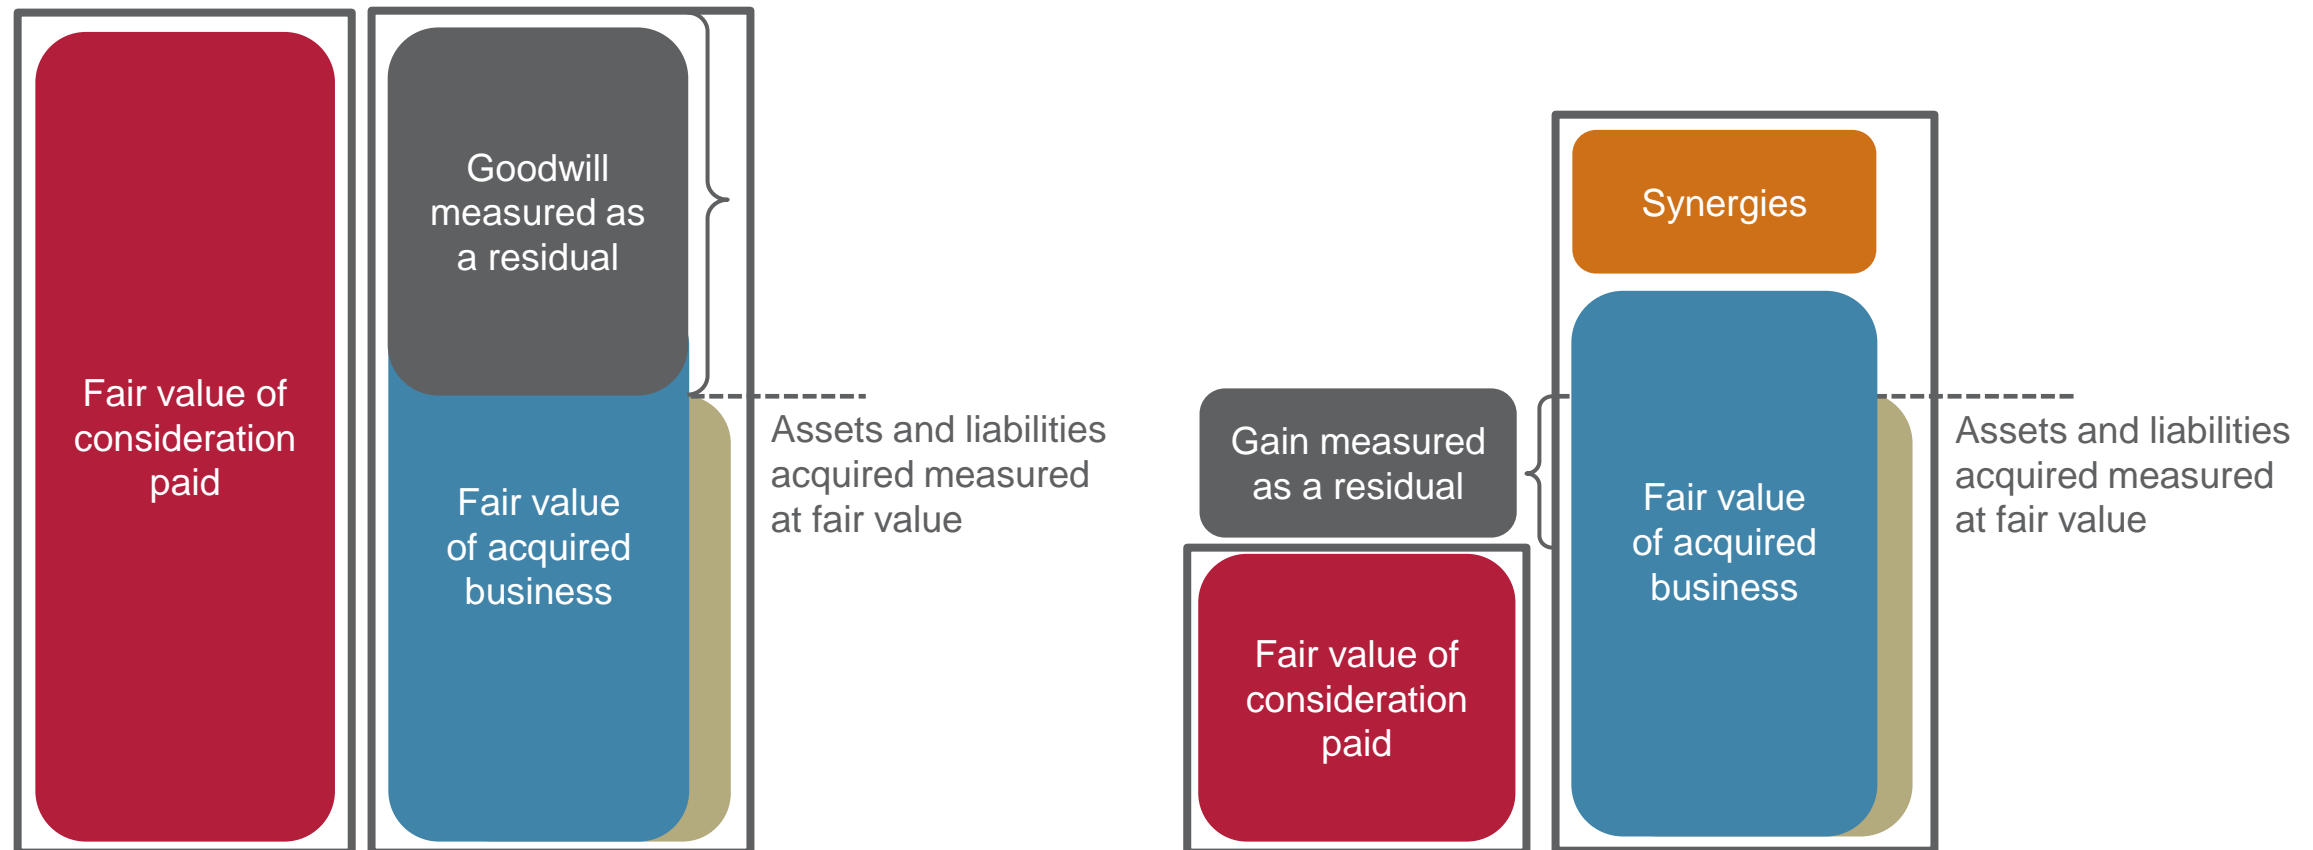 Fair value of
consideration
paid
Goodwill
measured as
a residual
Fair value
of acquired
business
Assets and liabilities
acquired measured
at fair value
Gain measured
as a residual
Fair value of
consideration
paid
Synergies
Fair value
of acquired
business
Assets and liabilities
acquired measured
at fair value